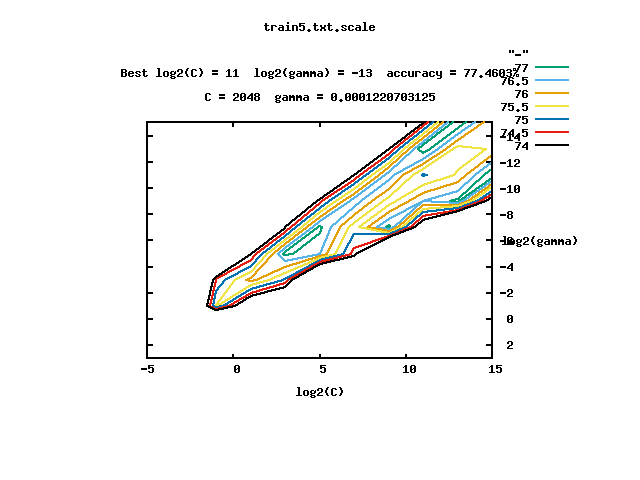 train5.txt.scale
"-"
Best log2(C) = 11 log2(gamma) = -13 accuracy = 77.4603%
77
76.5
C = 2048 gamma = 0.0001220703125
76
75.5
75
74.5
74
-14
-12
-10
-8
-6
log2(gamma)
-4
-2
0
2
-5 0 5 10 15
log2(C)